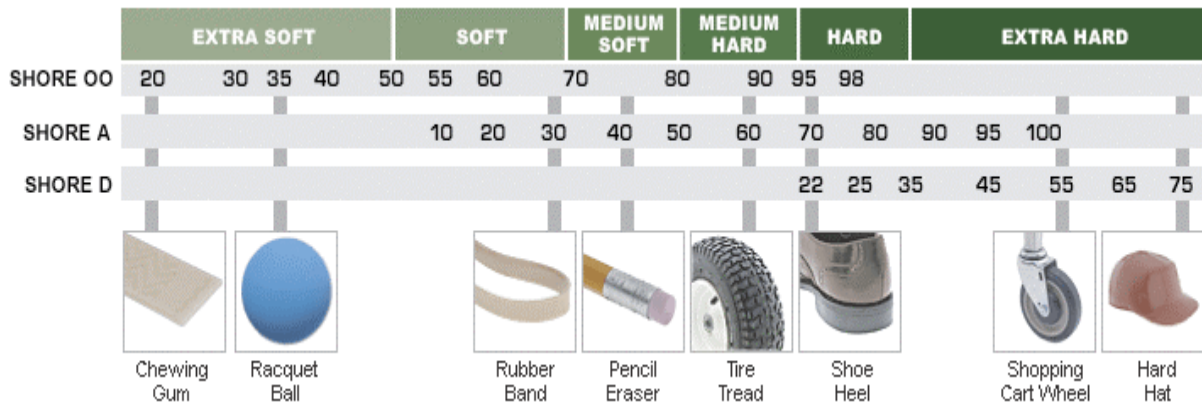 EXTRA SOFT
SOFT
MEDIUM
SOFT
MEDIUM
HARD
HARD
EXTRA HARD
SHORE OO 20 30 35 40 50 55 60 70 80 90 95 98
SHORE A 10 20 30 40 50 60 70 80 90 95 100
SHORE D 22 25 35 45 55 65 75
Chewing
Gum
Racquet
Ball
Rubber
Band
Pencil
Eraser
Tire
Tread
Shoe
Heel
Shopping
Cart Wheel
Hard
Hat